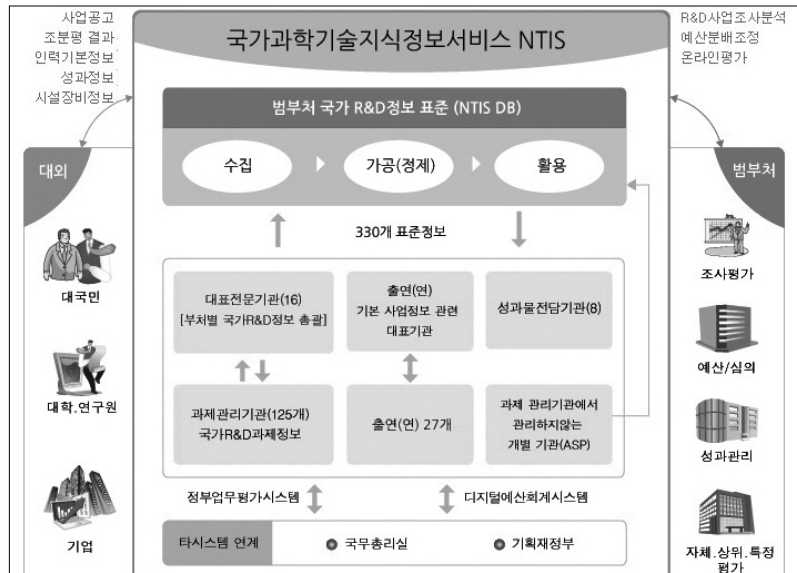 사업공고
조분평 결과
인력기본정보
성과정보
시설장비정보
국가과학기술지식정보서비스 NTIS
R&D사업조사분석
예산분배조정
온라인평가
범부처 국가 R&D정보 표준 (NTIS DB)
수집
가공(정제)
활용
330개 표준정보
대외
대국민
대학.연구원
기업
대표전문기관(16)
[부처별 국가R&D정보 총괄]
출연(연)
기본 사업정보 관련
대표기관
성과물전담기관(8)
과제관리기관(125개)
국가R&D과제정보
출연(연) 27개
과제 관리기관에서
관리하지않는
개별 기관(ASP)
정부업무평가시스템
디지털예산회계시스템
타시스템 연계
국무총리실
기획재정부
범부처
조사평가
예산/심의
성과관리
자체.상위.특정
평가